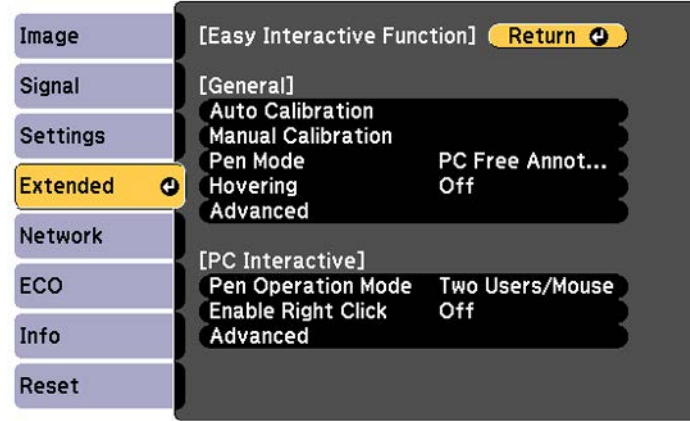 Image
Signal
Settings
Extended
Network
ECO
Info
Reset
[Easy Interactive Function] Return
[General]
Auto Calibration
Manual Calibration
Pen Mode PC Free Annot...
Hovering Off
Advanced
[PC Interactive]
Pen Operation Mode Two Users/Mouse
Enable Right Click Off
Advanced